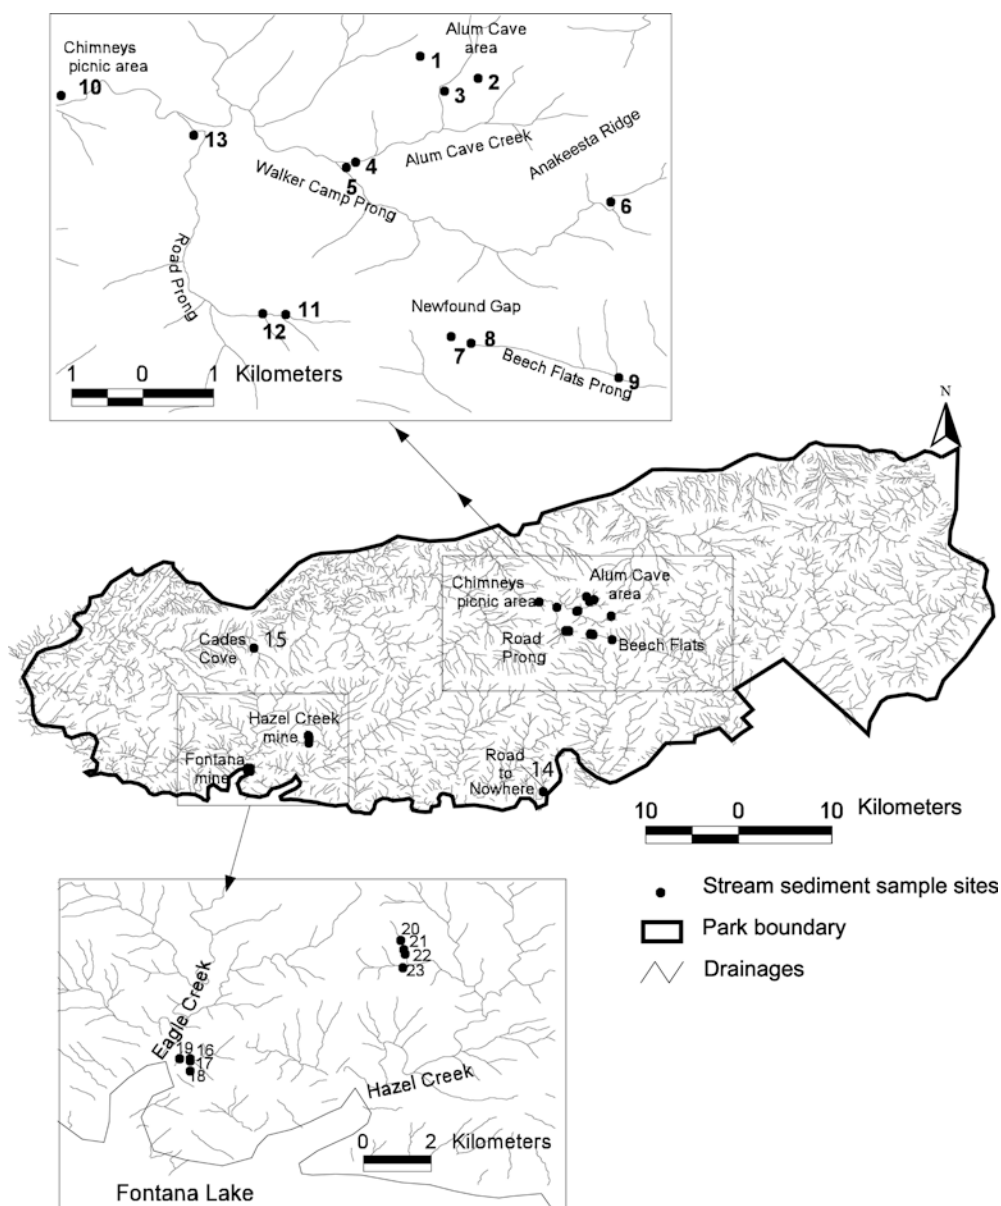 Alum Cave
area
Chimneys
picnic area
1
2
3
10
13
Alum Cave Creek
Anakeesta Ridge
4
5
Walker Camp Prong
6
Road Prong
11
12
Newfound Gap
7
8
Beech Flats Prong
9
1 0 1 Kilometers
N
Chimneys
picnic area
Alum Cave
area
Cades
Cove
15
Road
Prong
Beech Flats
Hazel Creek
mine
Fontana
mine
Road
to
Nowhere
14
10 0 10 Kilometers
Stream sediment sample sites
Park boundary
Drainages
20
21
22
23
Eagle Creek
19 16
17
18
Hazel Creek
0 2 Kilometers
Fontana Lake